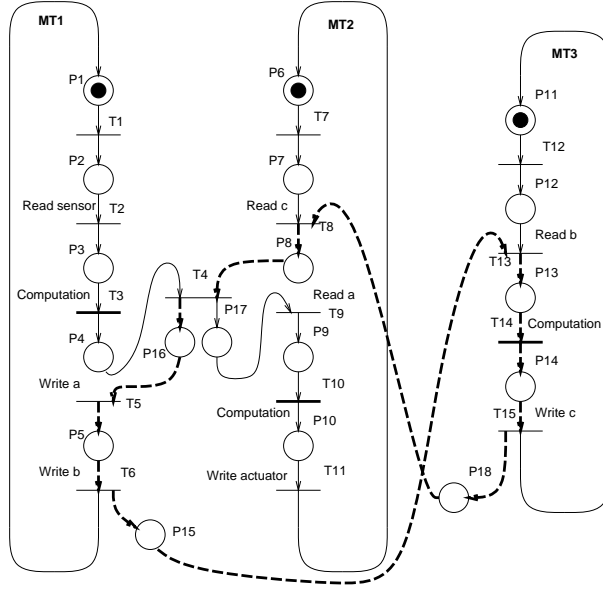 MT1
MT2
MT3
P1
P6
P11
T1
T7
T12
P2
P7
P12
Read sensor
T2
Read c
T8
Read b
T13
P3
P8
P13
Computation
T3
T4
Read a
T9
T14
Computation
P4
P16
P17
P9
P14
Write a
T5
T10
T15
Write c
P5
Computation
P10
Write b
T6
Write actuator
T11
P18
P15